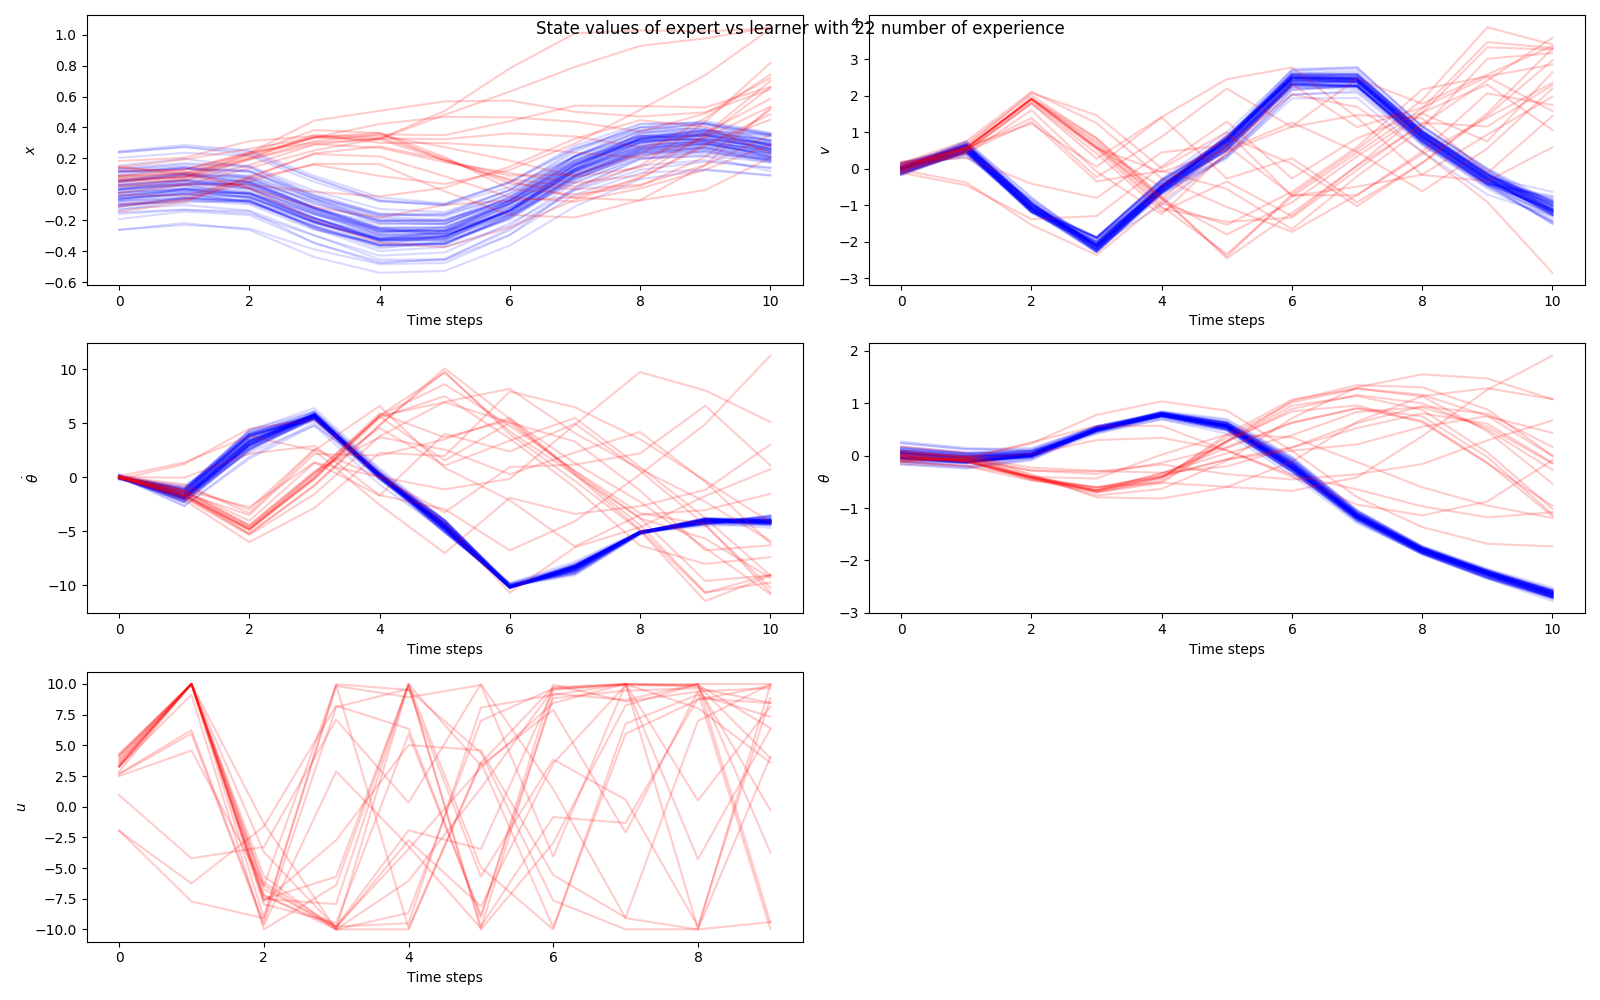 State values of expert vs learner with 22 number of experience
1.0
0.8
0.6
0.4
0.2
0.0
−0.2
−0.4
−0.6
x
0 2 4 6 8 10
Time steps
4
3
2
1
0
−1
−2
−3
v
0 2 4 6 8 10
Time steps
10
5
0
−5
−10
θ̇
0 2 4 6 8 10
Time steps
2
1
0
−1
−2
−3
θ
0 2 4 6 8 10
Time steps
10.0
7.5
5.0
2.5
0.0
−2.5
−5.0
−7.5
−10.0
u
0 2 4 6 8
Time steps